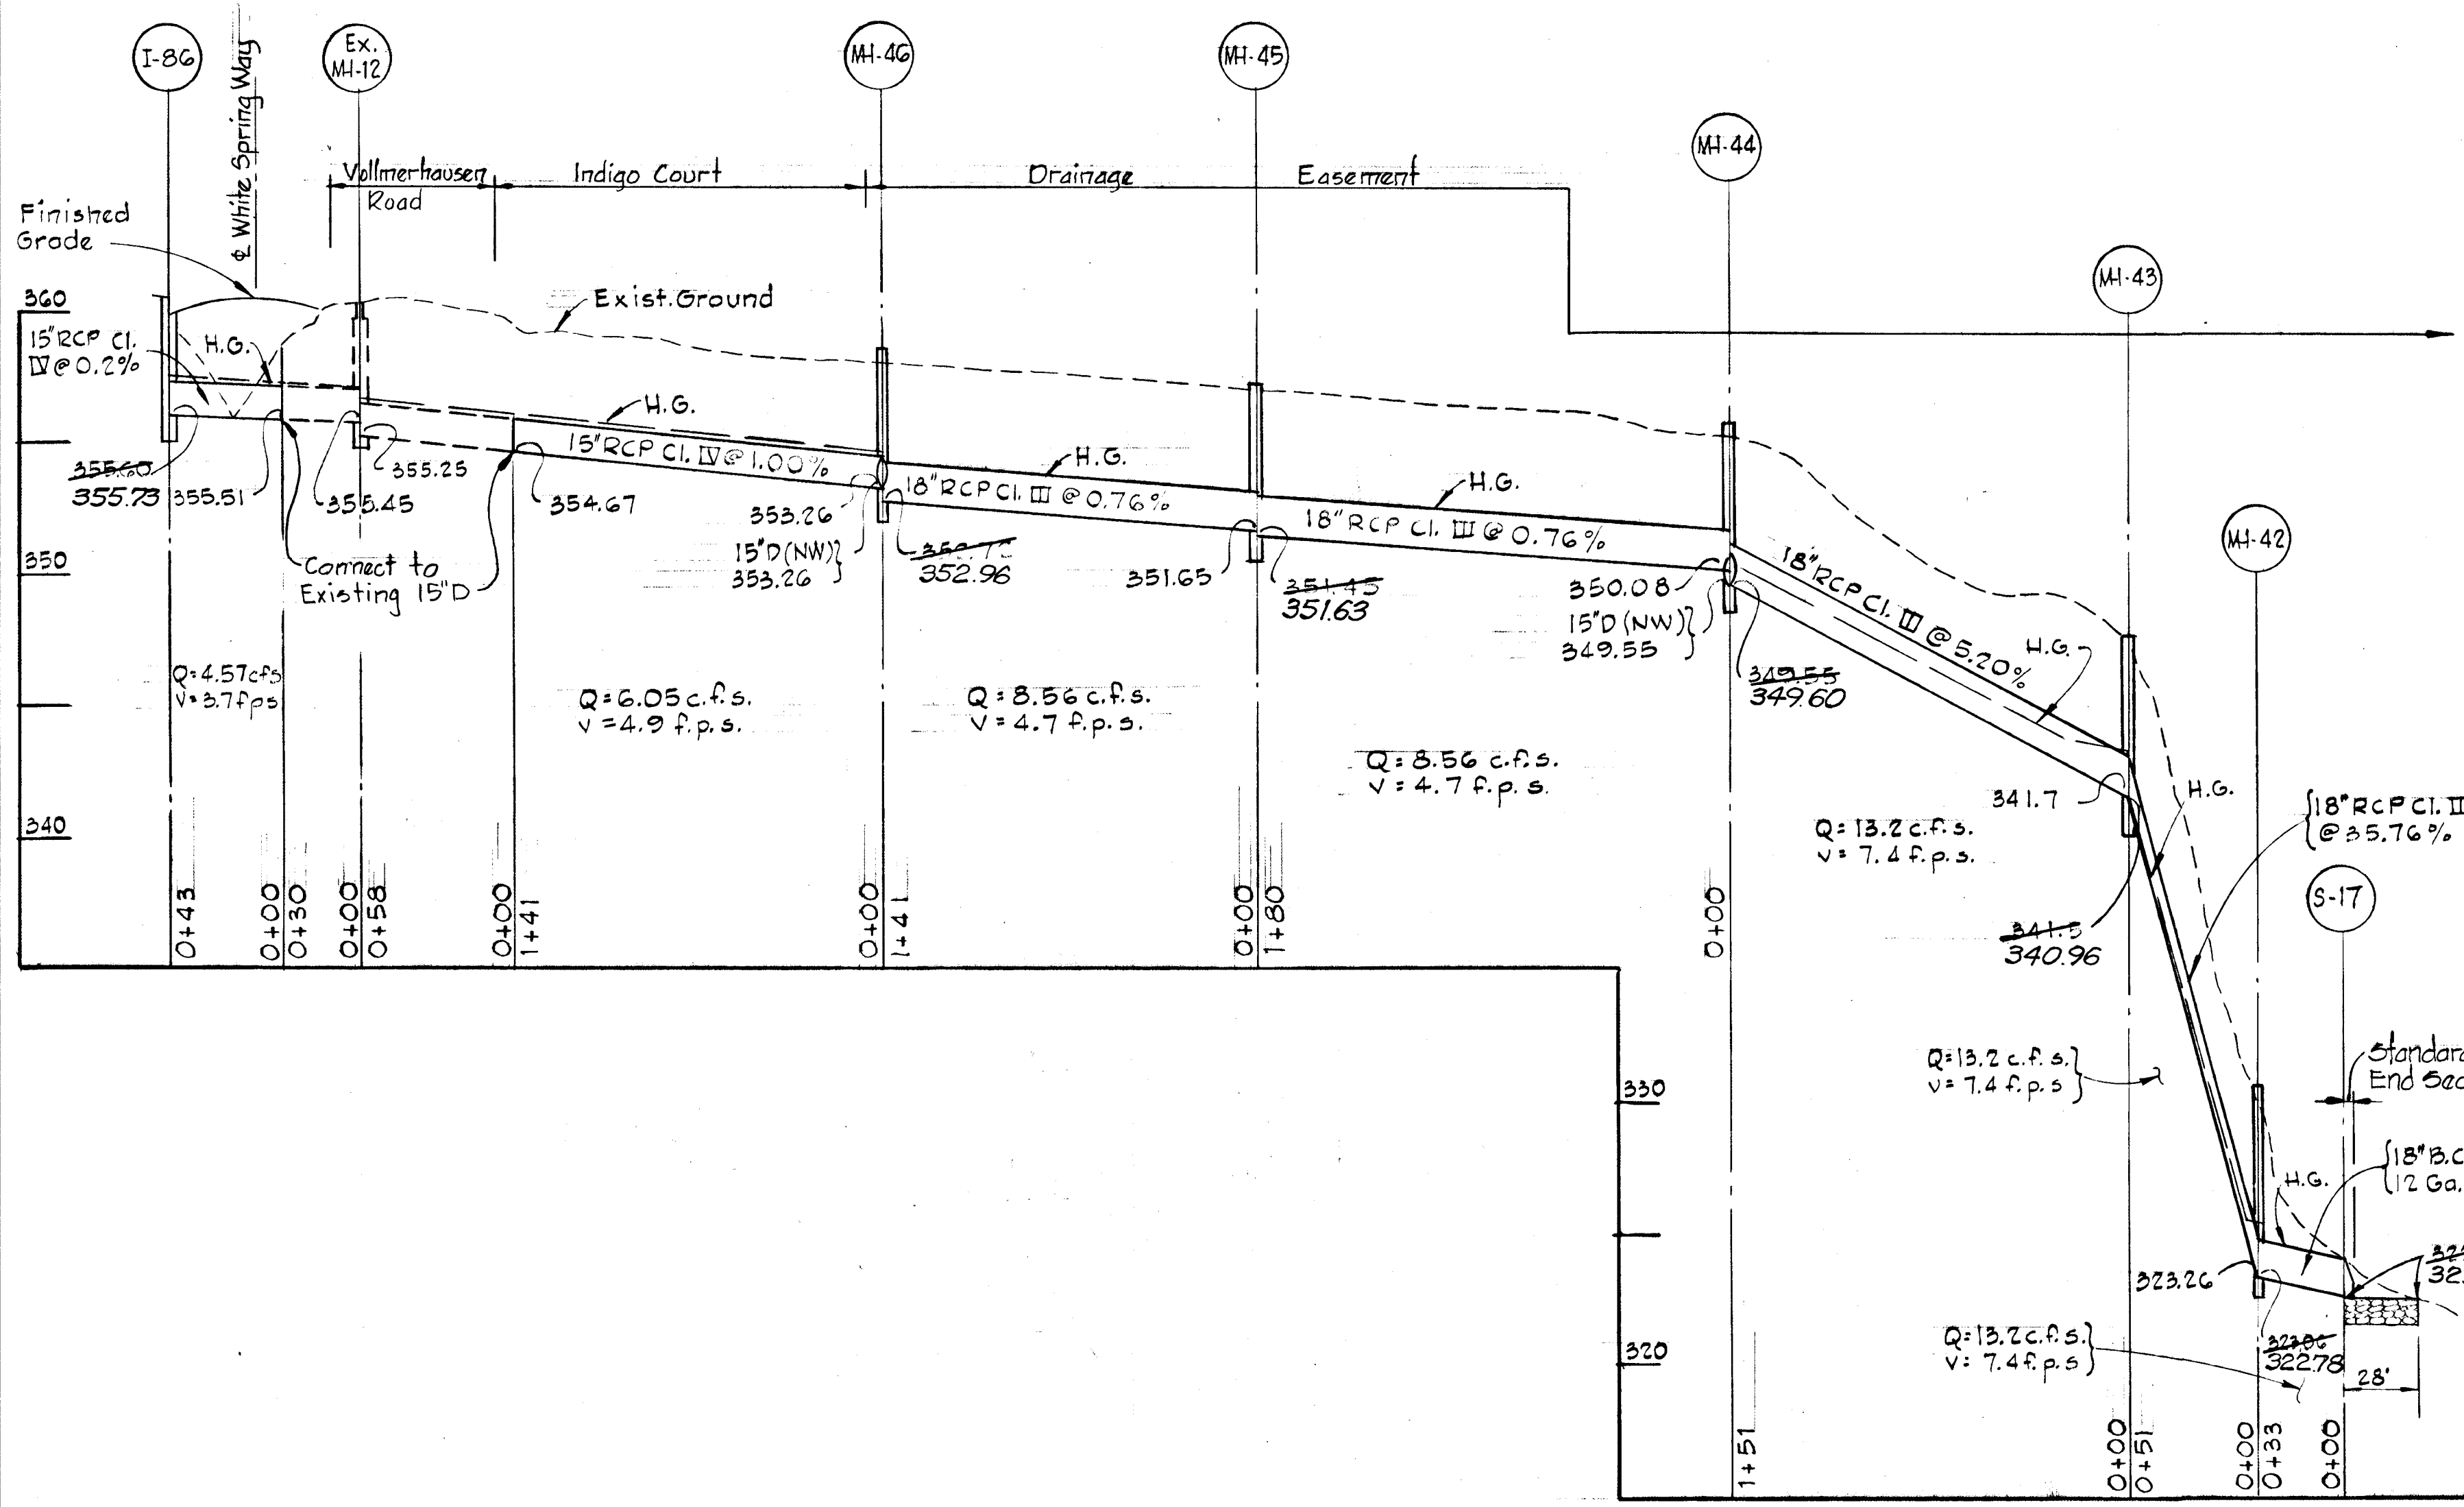 I-86
℄ White Spring Way
Ex.
MH-12
MH-46
MH-45
MH-44
MH-43
MH-42
S-17
Vollmerhausen
Road
Indigo Court
Drainage Easement
Finished
Grade
Exist. Ground
360
350
340
330
320
15" RCP Cl.
IV @ 0.2%
H.G.
H.G.
15" RCP Cl. IV @ 1.00%
H.G.
18" RCP Cl. III @ 0.76%
H.G.
18" RCP Cl. III @ 0.76%
18" RCP Cl. III @ 5.20%
H.G.
H.G.
18" RCP Cl. III
@ 35.76%
355.60
355.73
355.51
355.45
355.25
354.67
Connect to
Existing 15"D
353.26
15"D (NW)
353.26
352.96
351.65
351.45
351.63
350.08
15"D (NW)
349.55
349.55
349.60
341.7
341.5
340.96
Q=4.57cfs
V=3.7fps
Q=6.05 c.f.s.
V=4.9 f.p.s.
Q=8.56 c.f.s.
V=4.7 f.p.s.
Q=8.56 c.f.s.
V=4.7 f.p.s.
Q=13.2 c.f.s.
V=7.4 f.p.s.
Q=13.2 c.f.s.
V=7.4 f.p.s
Q=13.2 c.f.s.
V=7.4 f.p.s
Standar
End Sec
18" B.C
12 Ga.
H.G.
323.26
323.06
322.78
28'
0+43
0+00
0+30
0+00
0+58
0+00
1+41
0+00
1+41
0+00
1+80
0+00
1+51
0+00
0+51
0+00
0+33
0+00